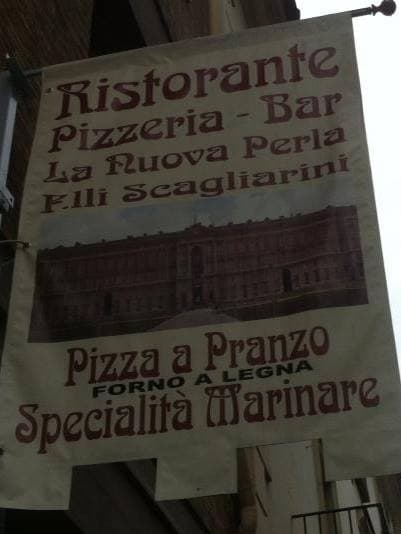 Ristorante
Pizzeria - Bar
La Nuova Perla
F.lli Scagliarini
Pizza a Pranzo
FORNO A LEGNA
Specialità Marinare